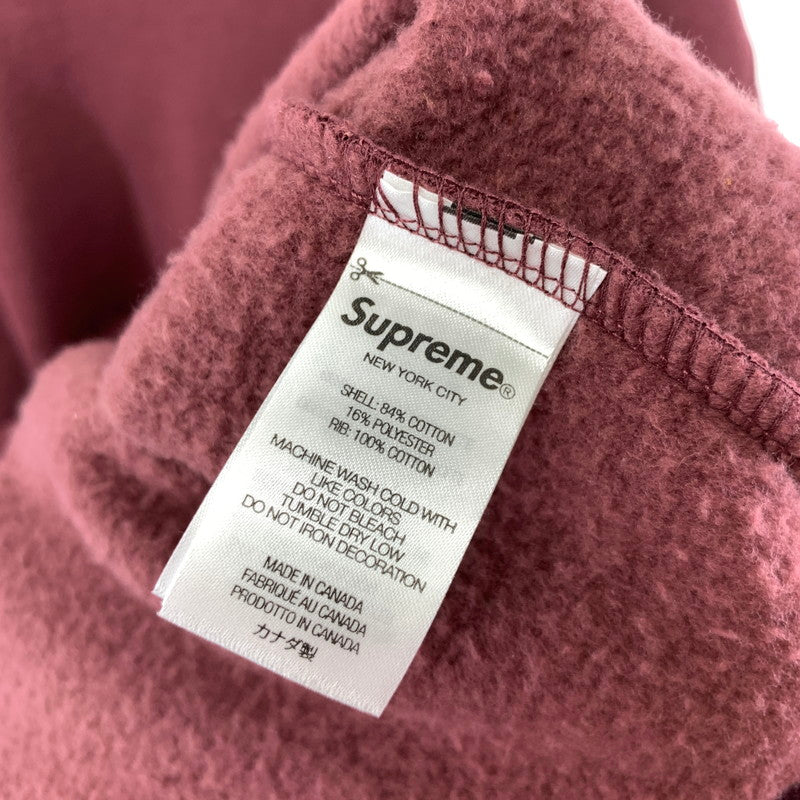 Supreme®
NEW YORK CITY
SHELL: 84% COTTON
16% POLYESTER
RIB: 100% COTTON
MACHINE WASH COLD WITH
LIKE COLORS
DO NOT BLEACH
TUMBLE DRY LOW
DO NOT IRON DECORATION
MADE IN CANADA
FABRIQUÉ AU CANADA
PRODOTTO IN CANADA
カナダ製